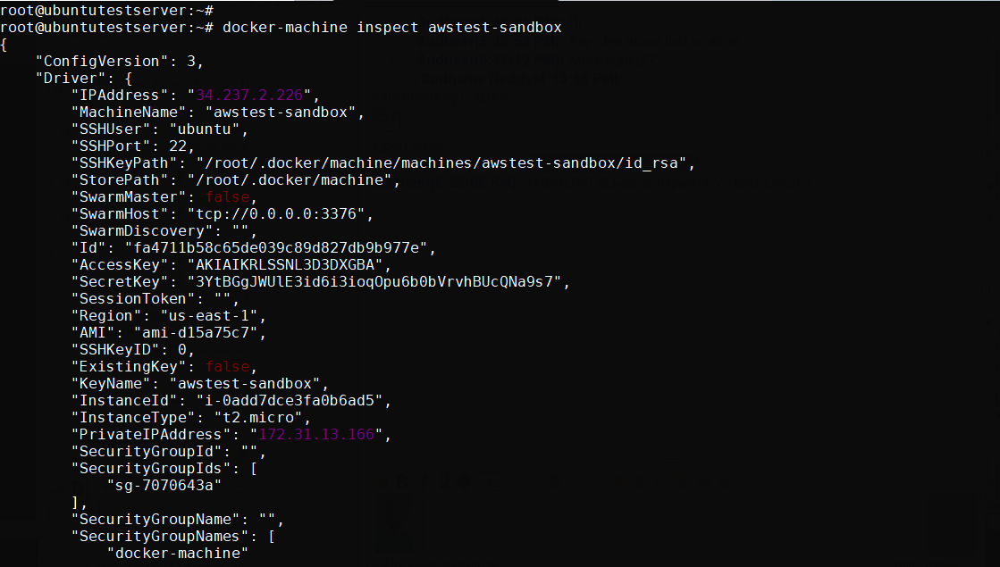 root@ubuntutestserver:~#
root@ubuntutestserver:~# docker-machine inspect awstest-sandbox
{
    "ConfigVersion": 3,
    "Driver": {
        "IPAddress": "34.237.2.226",
        "MachineName": "awstest-sandbox",
        "SSHUser": "ubuntu",
        "SSHPort": 22,
        "SSHKeyPath": "/root/.docker/machine/machines/awstest-sandbox/id_rsa",
        "StorePath": "/root/.docker/machine",
        "SwarmMaster": false,
        "SwarmHost": "tcp://0.0.0.0:3376",
        "SwarmDiscovery": "",
        "Id": "fa4711b58c65de039c89d827db9b977e",
        "AccessKey": "AKIAIKRLSSNL3D3DXGBA",
        "SecretKey": "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",
        "SessionToken": "",
        "Region": "us-east-1",
        "AMI": "ami-d15a75c7",
        "SSHKeyID": 0,
        "ExistingKey": false,
        "KeyName": "awstest-sandbox",
        "InstanceId": "i-0add7dce3fa0b6ad5",
        "InstanceType": "t2.micro",
        "PrivateIPAddress": "172.31.13.166",
        "SecurityGroupId": "",
        "SecurityGroupIds": [
            "sg-7070643a"
        ],
        "SecurityGroupName": "",
        "SecurityGroupNames": [
            "docker-machine"